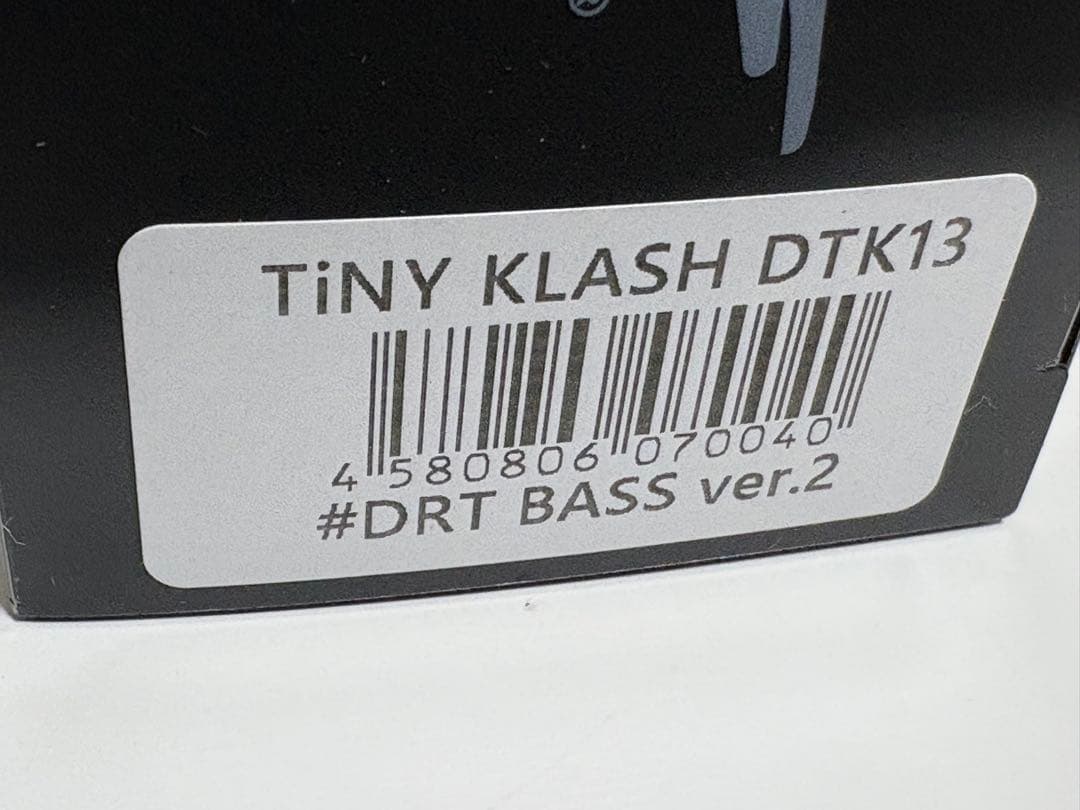 ®
TiNY KLASH DTK13
4 580806 070040
#DRT BASS ver.2